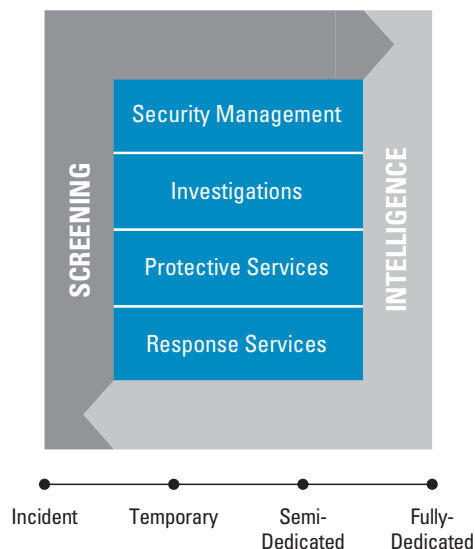 Security Management
Investigations
Protective Services
Response Services
SCREENING
INTELLIGENCE
Incident
Temporary
Semi-
Dedicated
Fully-
Dedicated